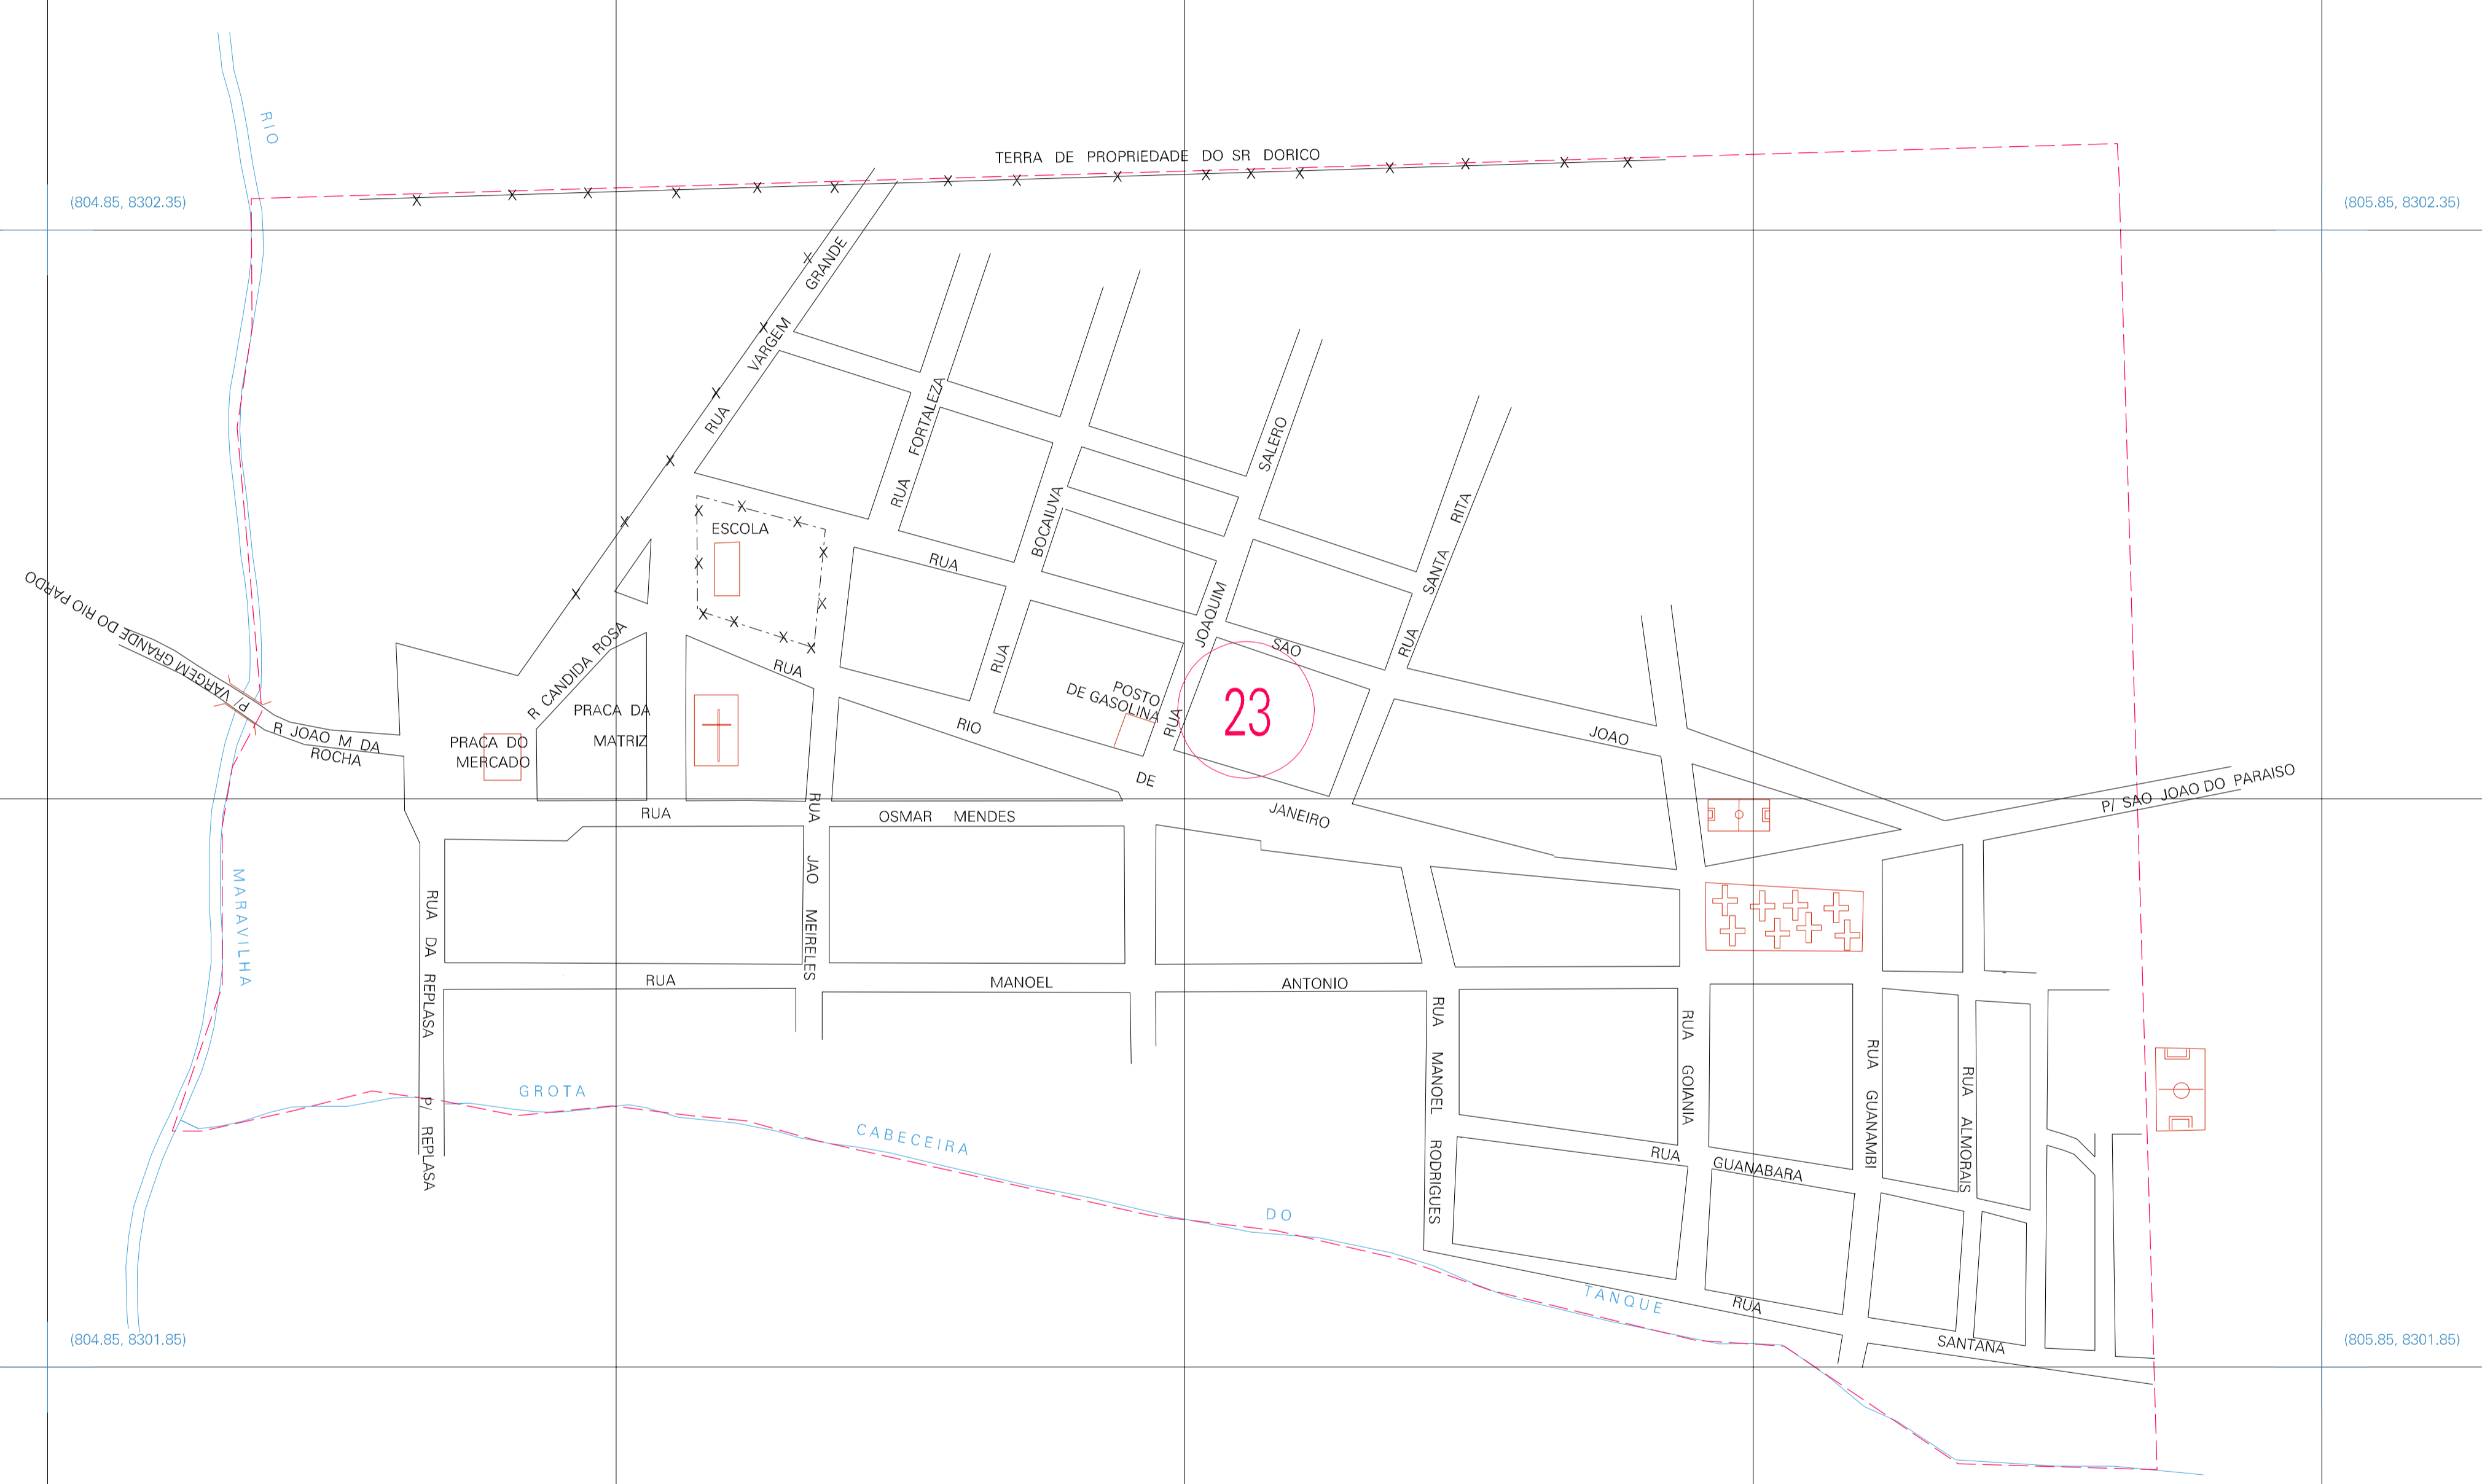 RIO
TERRA DE PROPRIEDADE DO SR DORICO
(804.85, 8302.35)
(805.85, 8302.35)
RUA VARGEM GRANDE
RUA FORTALEZA
RUA BOCAIUVA
RUA JOAQUIM SALERO
RUA SANTA RITA
ESCOLA
RUA SAO JOAO
P/ VARGEM GRANDE DO RIO PARDO
R CANDIDA ROSA
RUA RIO DE JANEIRO
POSTO
DE GASOLINA
23
PRACA DA
MATRIZ
R JOAO M DA
ROCHA
PRACA DO
MERCADO
P/ SAO JOAO DO PARAISO
RUA OSMAR MENDES
RUA JAO MEIRELES
MARAVILHA
RUA DA REPLASA P/ REPLASA
RUA MANOEL ANTONIO
RUA MANOEL RODRIGUES
RUA GOIANIA
RUA GUANAMBI
RUA ALMORAIS
GROTA CABECEIRA DO TANQUE
RUA GUANABARA
RUA SANTANA
(804.85, 8301.85)
(805.85, 8301.85)